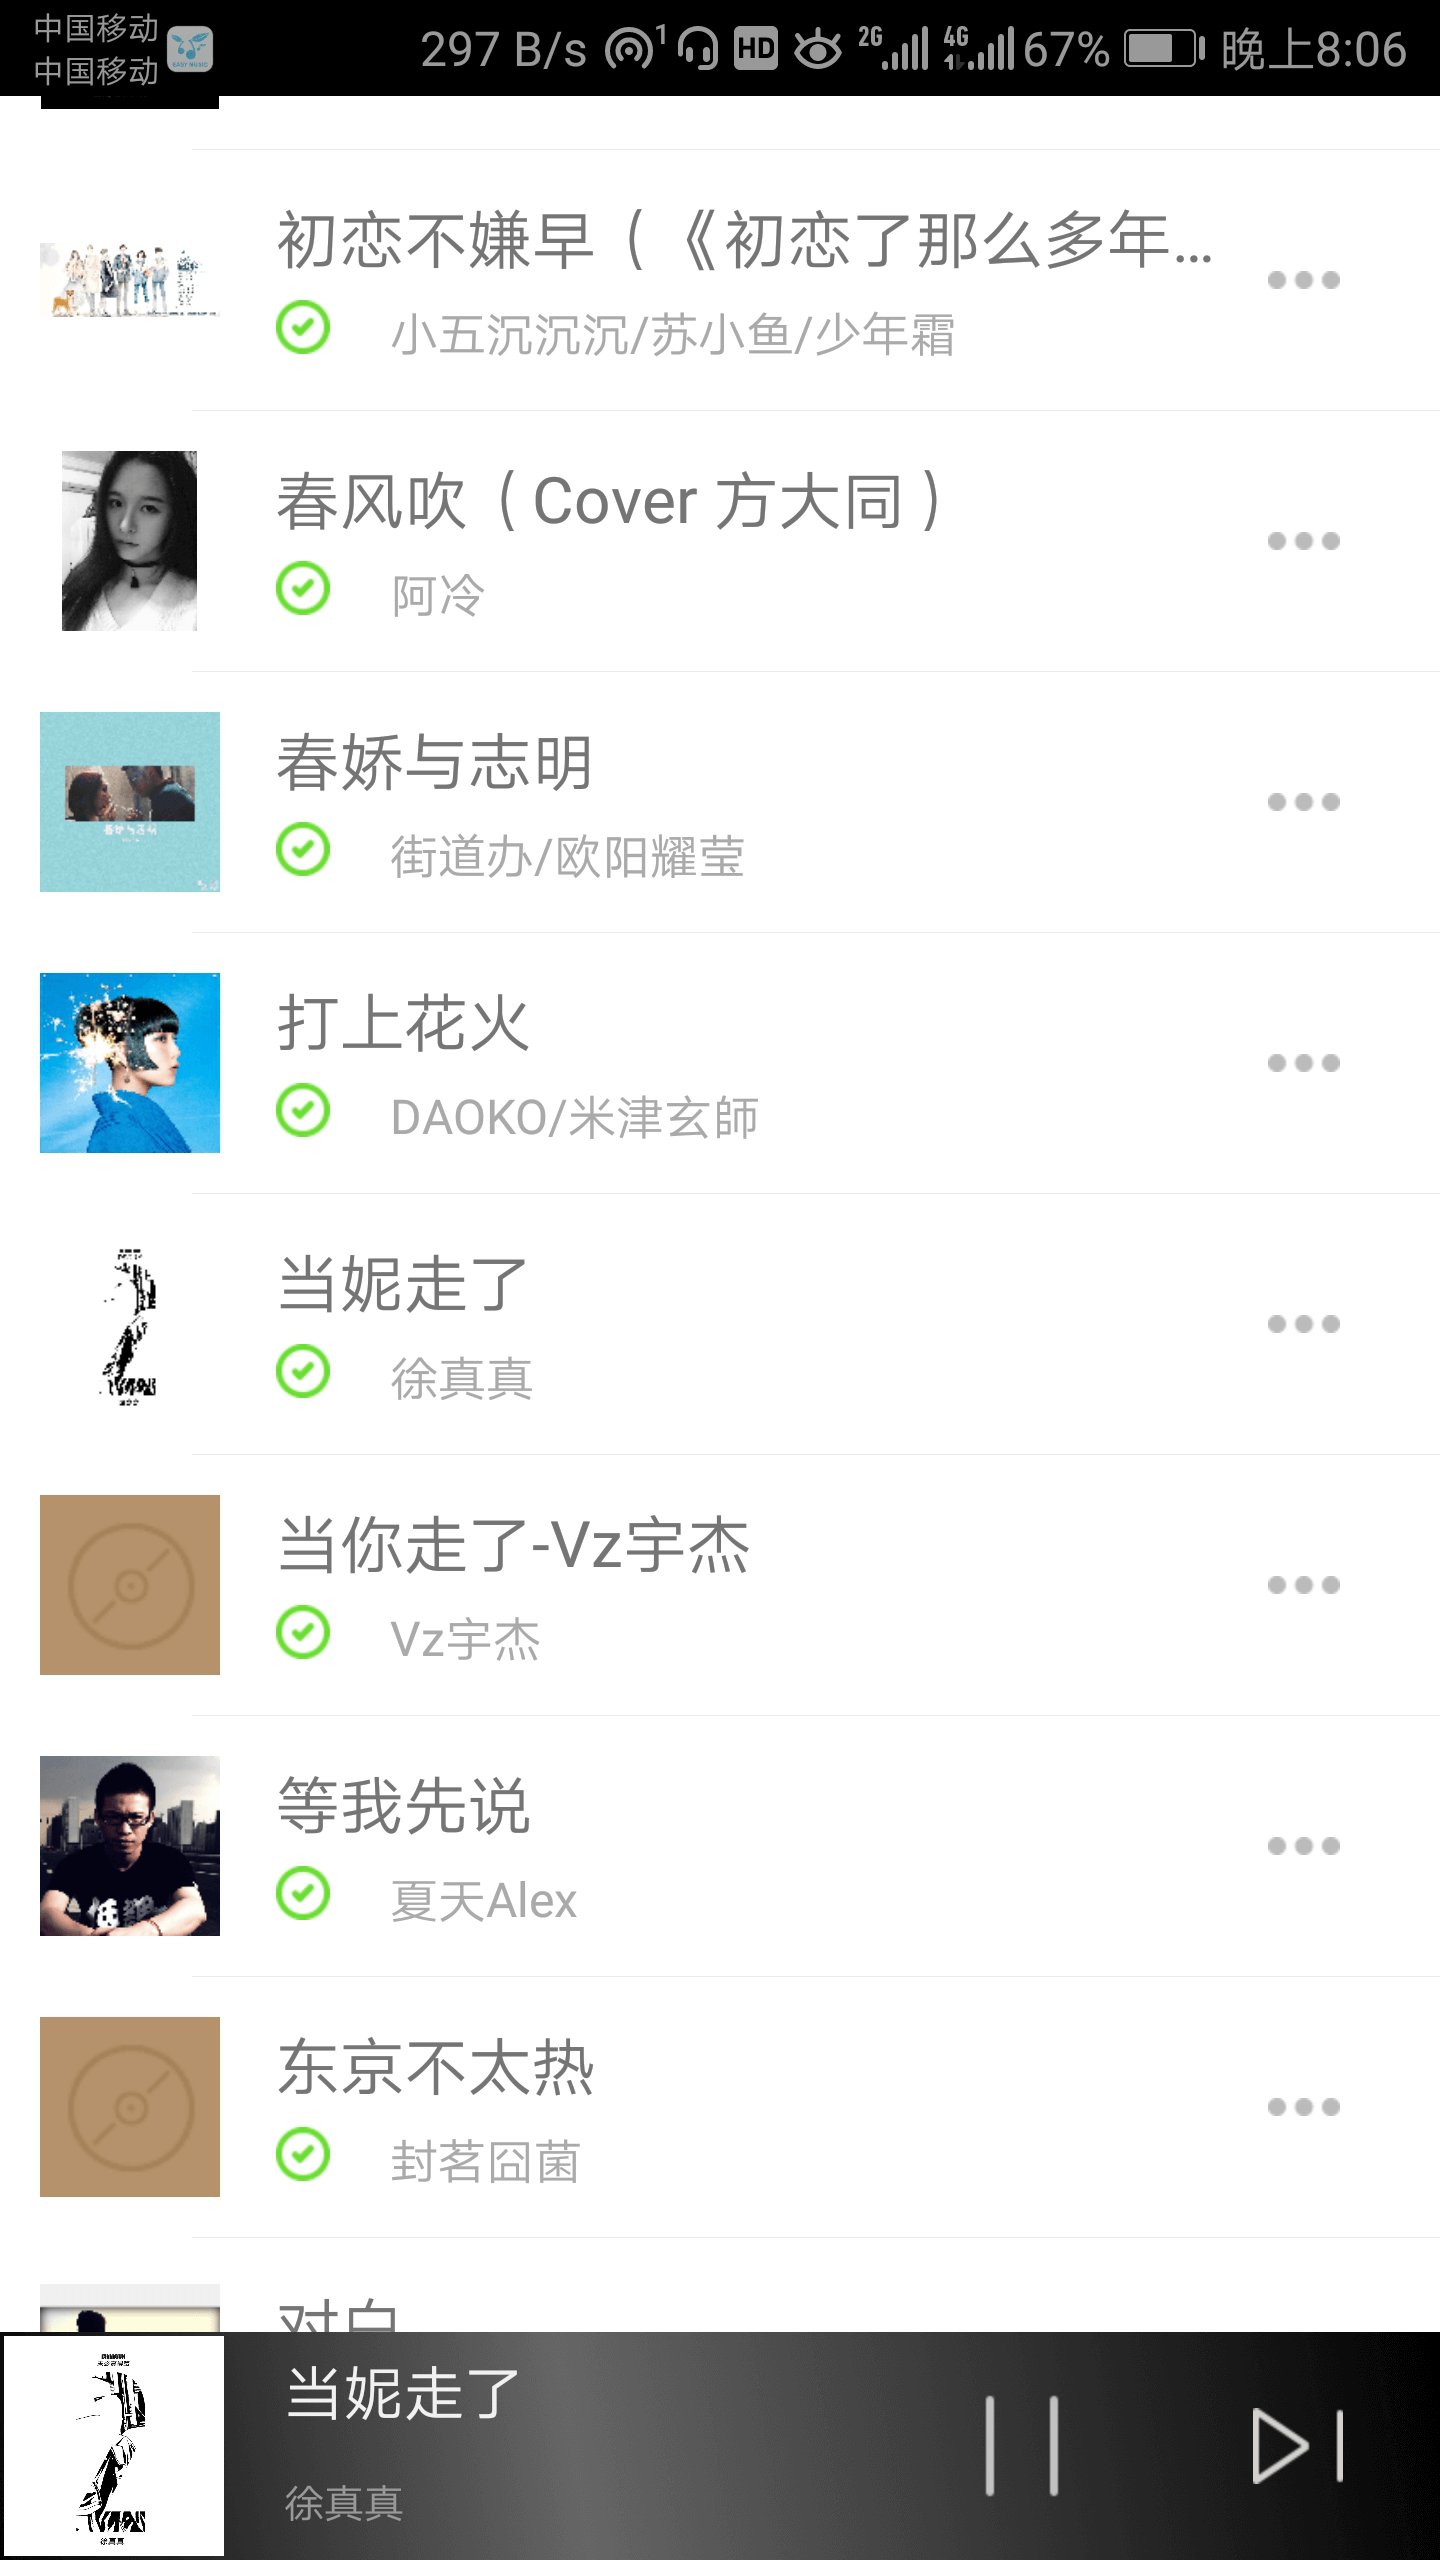 中国移动
中国移动
297 B/s 1 HD 2G 4G 67% 晚上8:06
初恋不嫌早（《初恋了那么多年...
小五沉沉沉/苏小鱼/少年霜
春风吹（Cover 方大同）
阿冷
春娇与志明
街道办/欧阳耀莹
打上花火
DAOKO/米津玄師
当妮走了
徐真真
当你走了-Vz宇杰
Vz宇杰
等我先说
夏天Alex
东京不太热
封茗囧菌
对白
当妮走了
徐真真